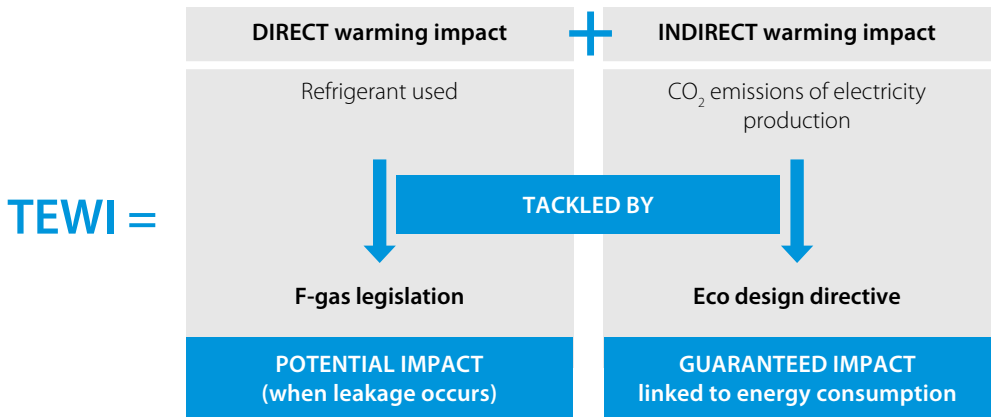 TEWI =
DIRECT warming impact
+
INDIRECT warming impact
Refrigerant used
CO₂ emissions of electricity
production
TACKLED BY
F-gas legislation
Eco design directive
POTENTIAL IMPACT
(when leakage occurs)
GUARANTEED IMPACT
linked to energy consumption